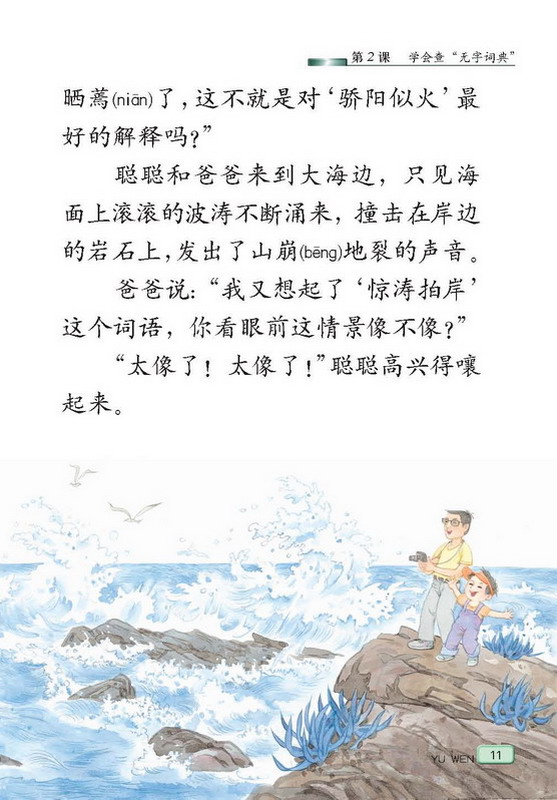 第2课 学会查“无字词典”
晒蔫(niān)了,这不就是对‘骄阳似火’最
好的解释吗?”
聪聪和爸爸来到大海边,只见海
面上滚滚的波涛不断涌来,撞击在岸边
的岩石上,发出了山崩(bēng)地裂的声音。
爸爸说:“我又想起了‘惊涛拍岸’
这个词语,你看眼前这情景像不像?”
“太像了!太像了!”聪聪高兴得嚷
起来。
YU WEN 11